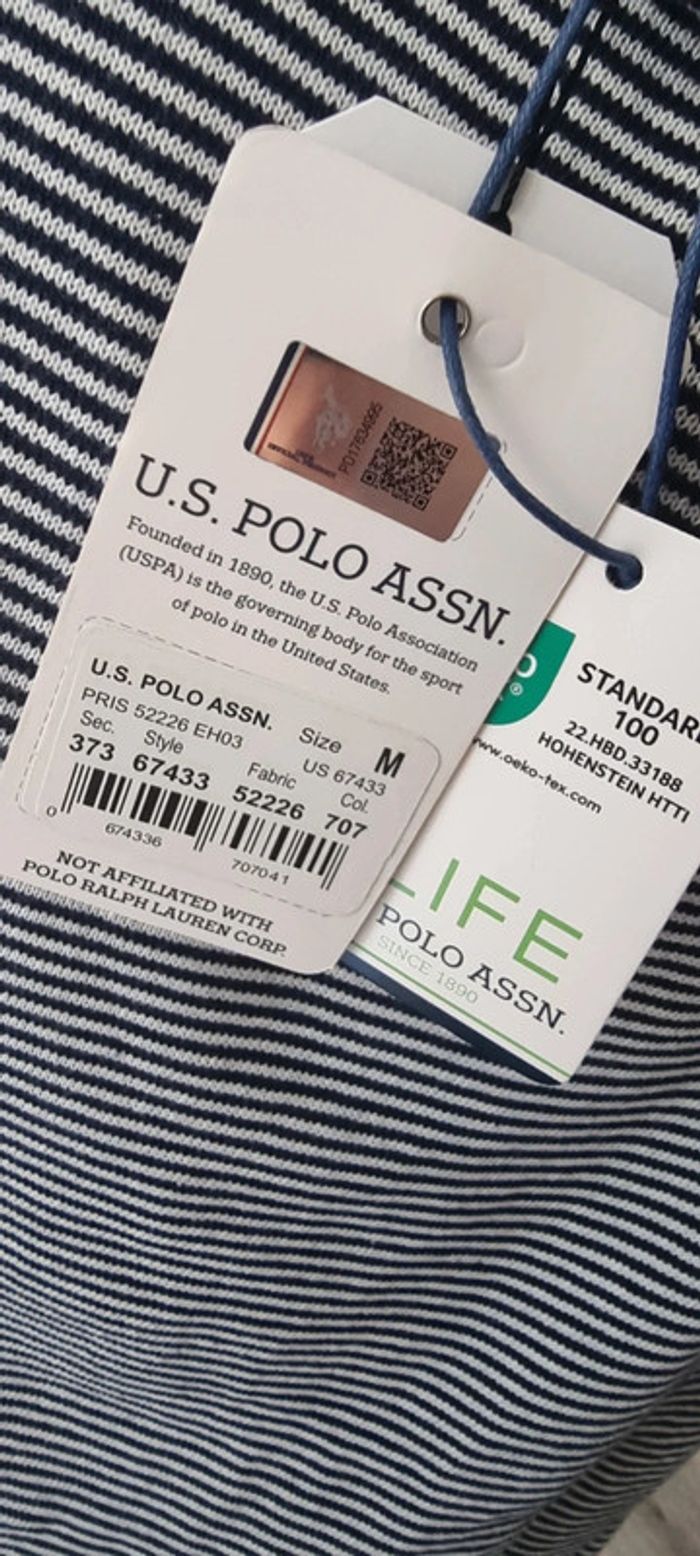 PD17634995
U.S. POLO ASSN.
Founded in 1890, the U.S. Polo Association
(USPA) is the governing body for the sport
of polo in the United States.
U.S. POLO ASSN.
Size M
PRIS 52226 EH03
US 67433
Sec. Style Fabric Col.
373 67433 52226 707
0 674336 707041
NOT AFFILIATED WITH
POLO RALPH LAUREN CORP.
®
STANDAR
100
22.HBD.33188
HOHENSTEIN HTTI
www.oeko-tex.com
LIFE
POLO ASSN.
SINCE 1890